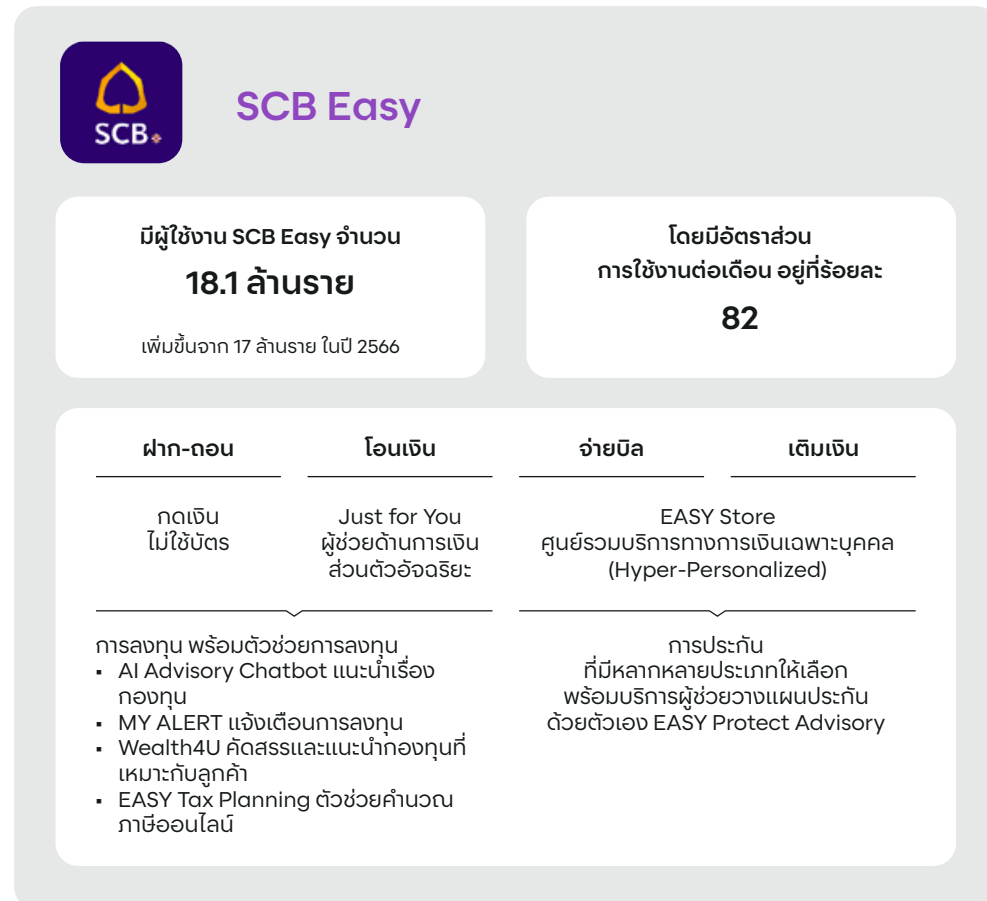 SCB
SCB Easy
มีผู้ใช้งาน SCB Easy จำนวน
18.1 ล้านราย
เพิ่มขึ้นจาก 17 ล้านราย ในปี 2566
โดยมีอัตราส่วน
การใช้งานต่อเดือน อยู่ที่ร้อยละ
82
ฝาก-ถอน
โอนเงิน
จ่ายบิล
เติมเงิน
กดเงิน
ไม่ใช้บัตร
Just for You
ผู้ช่วยด้านการเงิน
ส่วนตัวอัจฉริยะ
EASY Store
ศูนย์รวมบริการทางการเงินเฉพาะบุคคล
(Hyper-Personalized)
การลงทุน พร้อมตัวช่วยการลงทุน
▪ AI Advisory Chatbot แนะนำเรื่อง
กองทุน
▪ MY ALERT แจ้งเตือนการลงทุน
▪ Wealth4U คัดสรรและแนะนำกองทุนที่
เหมาะกับลูกค้า
▪ EASY Tax Planning ตัวช่วยคำนวณ
ภาษีออนไลน์
การประกัน
ที่มีหลากหลายประเภทให้เลือก
พร้อมบริการผู้ช่วยวางแผนประกัน
ด้วยตัวเอง EASY Protect Advisory